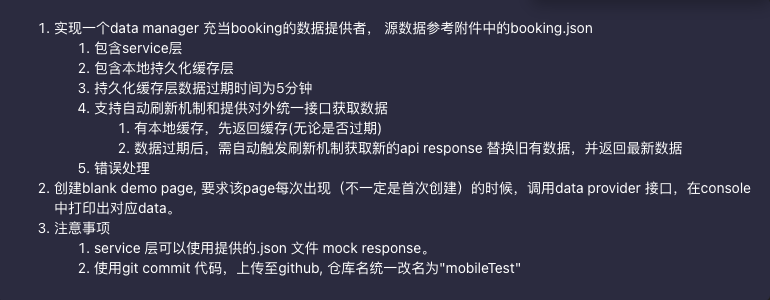 1. 实现一个data manager 充当booking的数据提供者， 源数据参考附件中的booking.json
1. 包含service层
2. 包含本地持久化缓存层
3. 持久化缓存层数据过期时间为5分钟
4. 支持自动刷新机制和提供对外统一接口获取数据
1. 有本地缓存，先返回缓存(无论是否过期)
2. 数据过期后，需自动触发刷新机制获取新的api response 替换旧有数据，并返回最新数据
5. 错误处理
2. 创建blank demo page, 要求该page每次出现（不一定是首次创建）的时候，调用data provider 接口，在console
中打印出对应data。
3. 注意事项
1. service 层可以使用提供的.json 文件 mock response。
2. 使用git commit 代码，上传至github, 仓库名统一改名为"mobileTest"